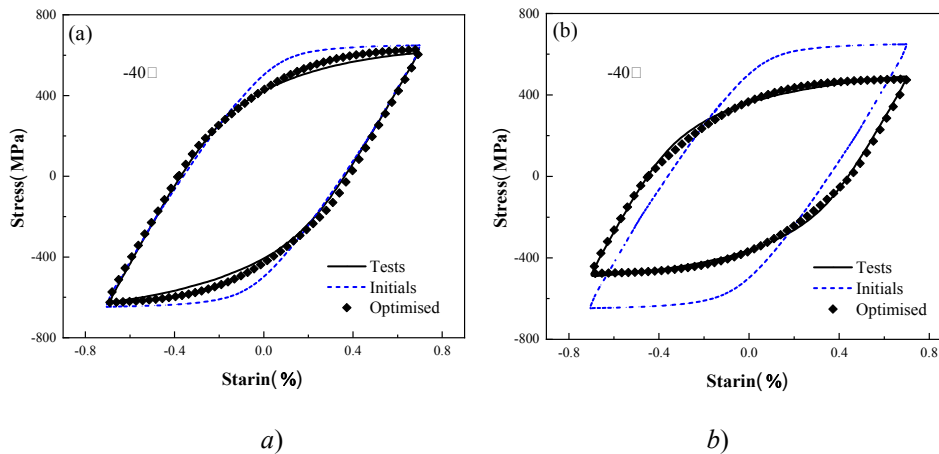 800
(a)
-40□
400
0
-400
-800
Stress(MPa)
Tests
Initials
Optimised
-0.8
-0.4
0.0
0.4
0.8
Starin(%)
a)
800
(b)
-40□
400
0
-400
-800
Stress(MPa)
Tests
Initials
Optimised
-0.8
-0.4
0.0
0.4
0.8
Starin(%)
b)